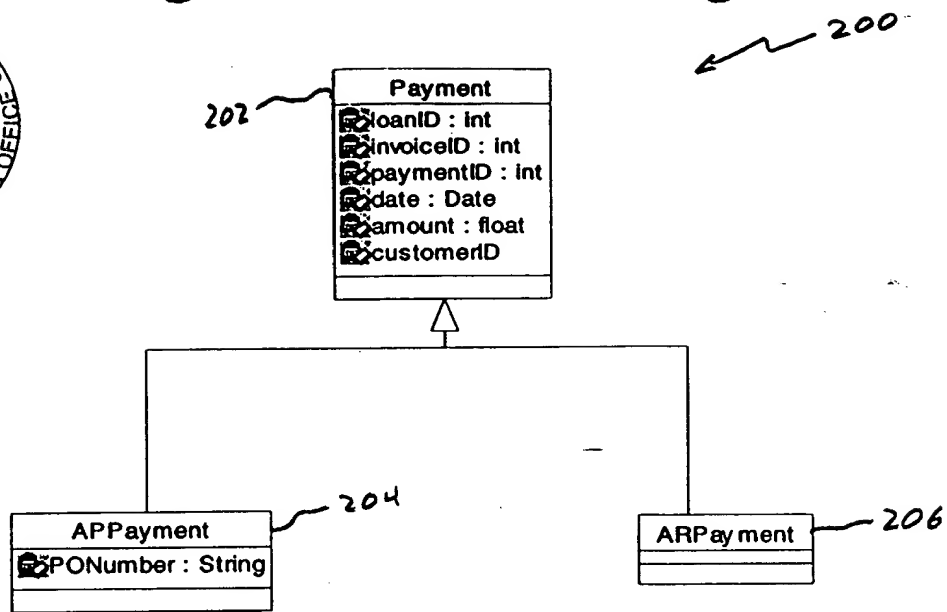 200
OFFICE
202
Payment
loanID : int
invoiceID : int
paymentID : int
date : Date
amount : float
customerID
204
APPayment
PONumber : String
206
ARPayment